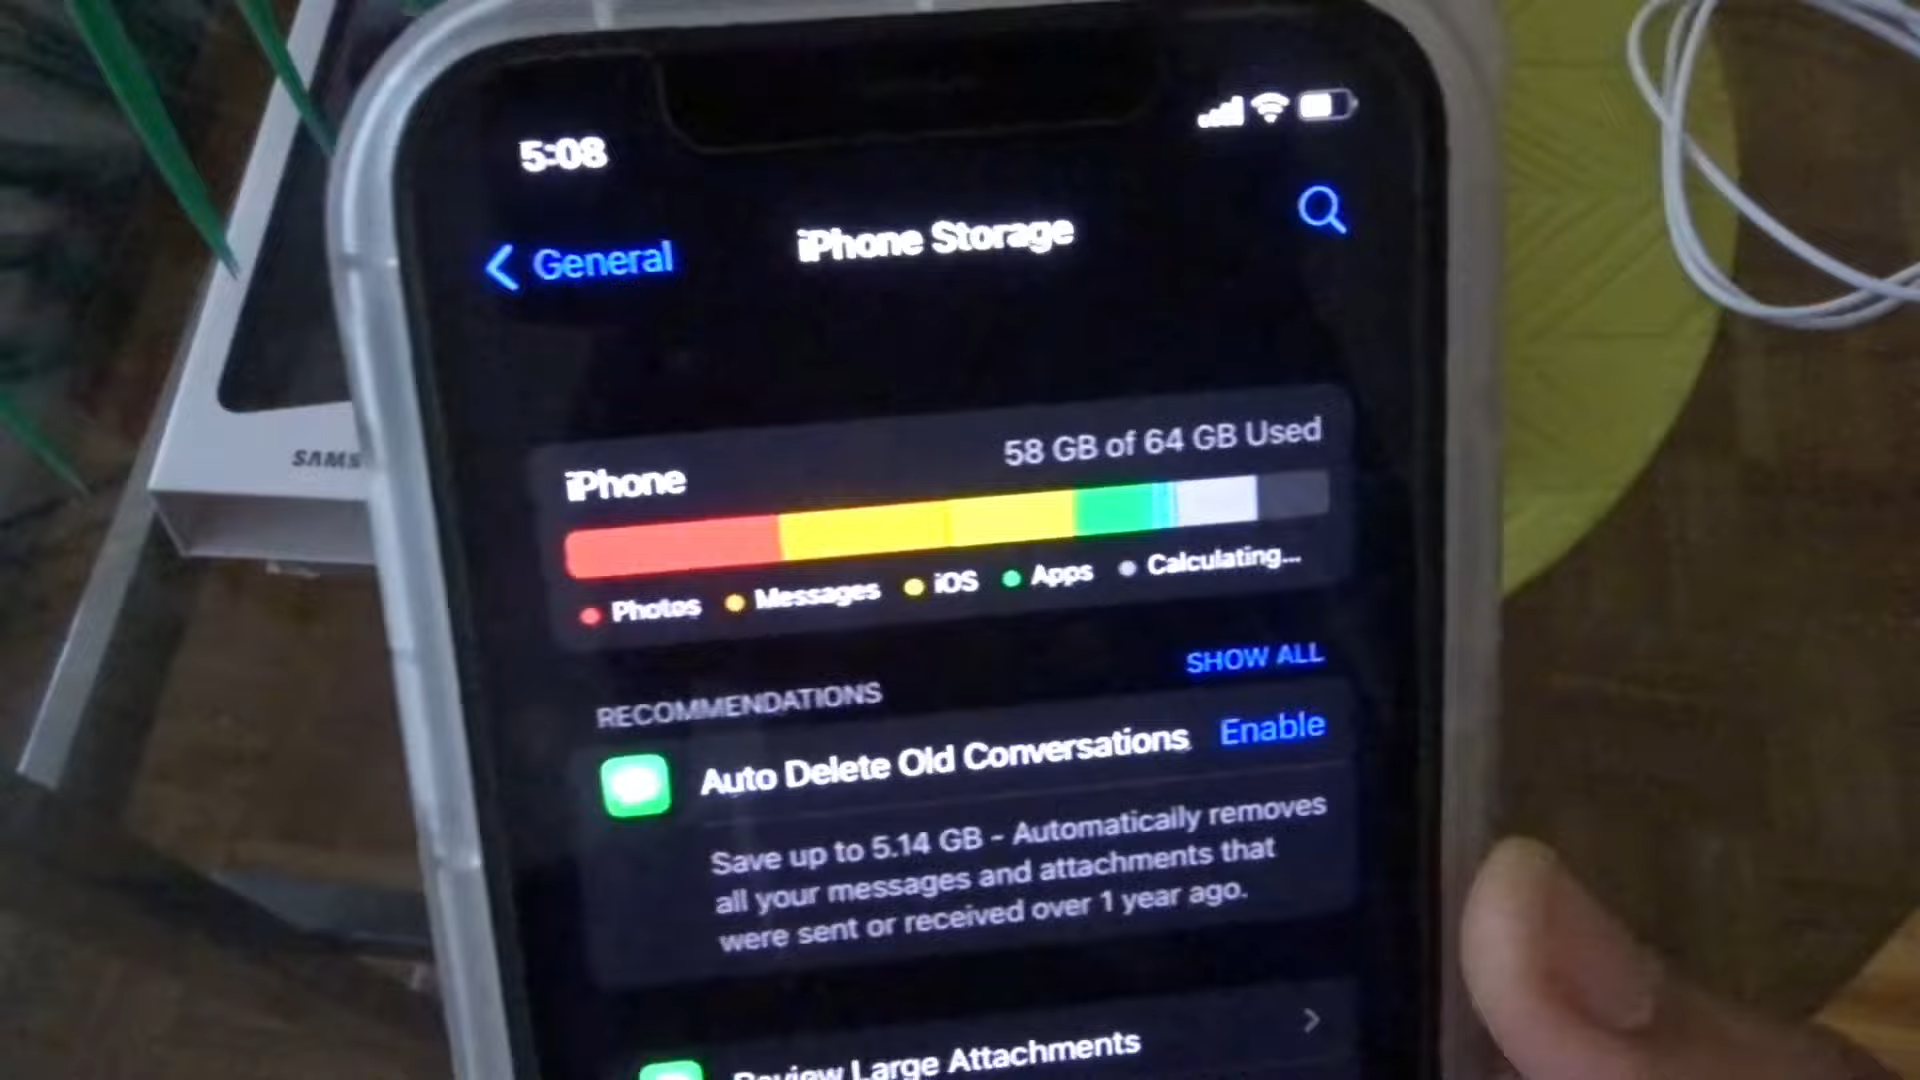 5:08
General
iPhone Storage
iPhone
58 GB of 64 GB Used
Photos
Messages
iOS
Apps
Calculating...
SHOW ALL
RECOMMENDATIONS
Auto Delete Old Conversations
Enable
Save up to 5.14 GB – Automatically removes
all your messages and attachments that
were sent or received over 1 year ago.
Review Large Attachments
SAMS